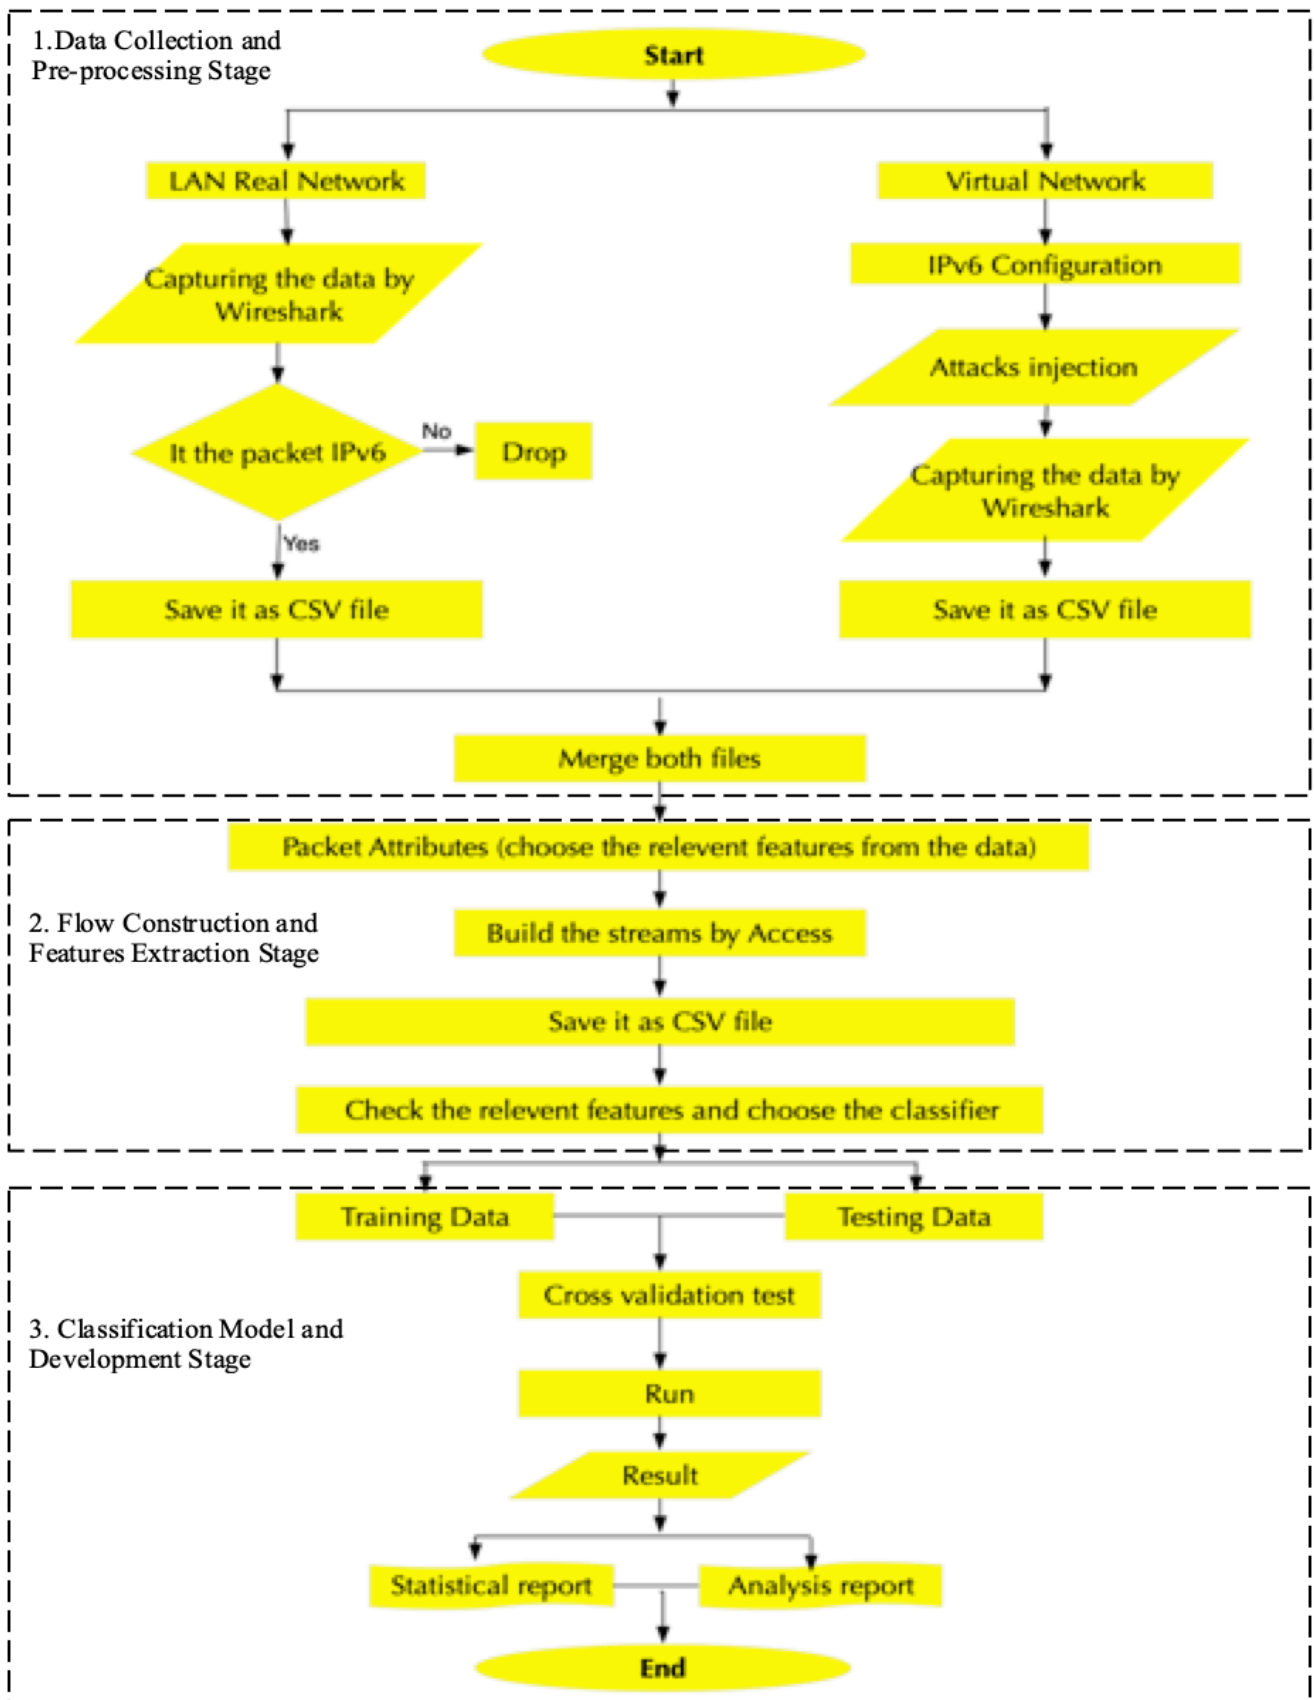 1.Data Collection and
Pre-processing Stage
Start
LAN Real Network
Virtual Network
Capturing the data by
Wireshark
IPv6 Configuration
Attacks injection
It the packet IPv6
No
Drop
Capturing the data by
Wireshark
Yes
Save it as CSV file
Save it as CSV file
Merge both files
Packet Attributes (choose the relevent features from the data)
2. Flow Construction and
Features Extraction Stage
Build the streams by Access
Save it as CSV file
Check the relevent features and choose the classifier
Training Data
Testing Data
Cross validation test
3. Classification Model and
Development Stage
Run
Result
Statistical report
Analysis report
End